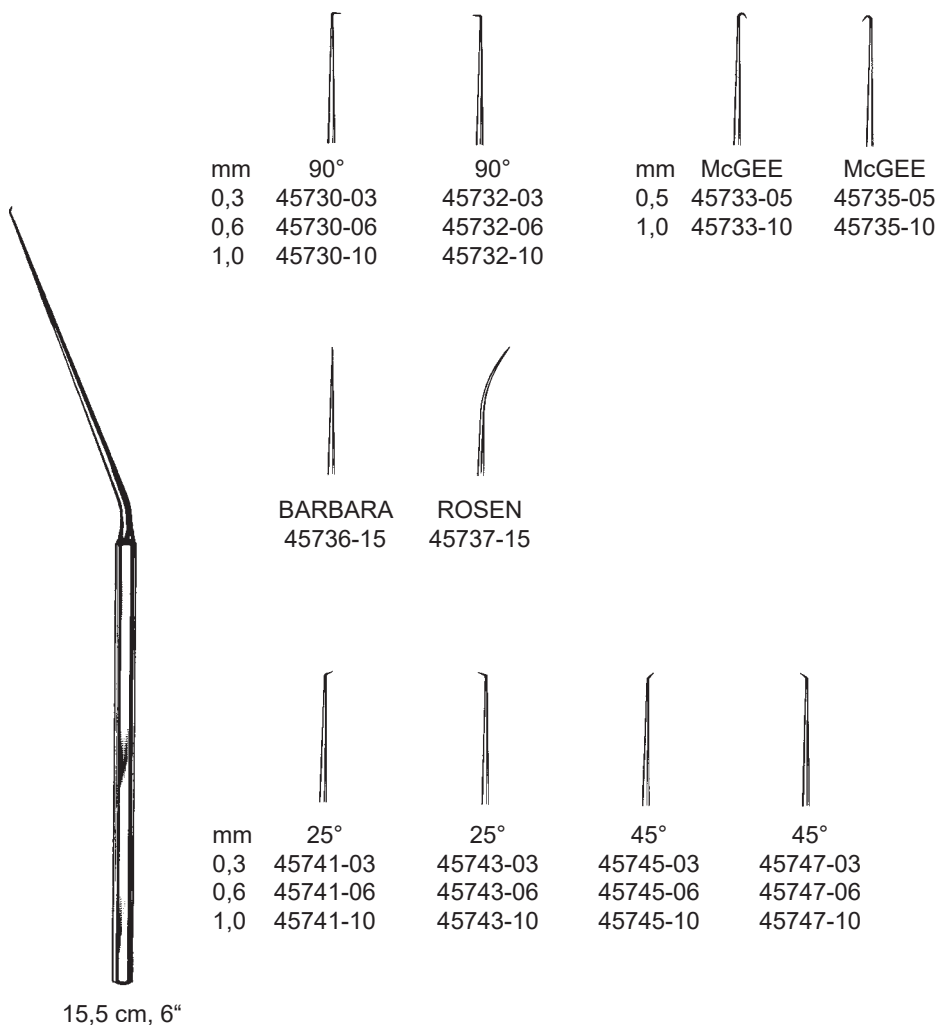 mm 90° 90°
0,3 45730-03 45732-03
0,6 45730-06 45732-06
1,0 45730-10 45732-10
mm McGEE McGEE
0,5 45733-05 45735-05
1,0 45733-10 45735-10
BARBARA ROSEN
45736-15 45737-15
mm 25° 25° 45° 45°
0,3 45741-03 45743-03 45745-03 45747-03
0,6 45741-06 45743-06 45745-06 45747-06
1,0 45741-10 45743-10 45745-10 45747-10
15,5 cm, 6“